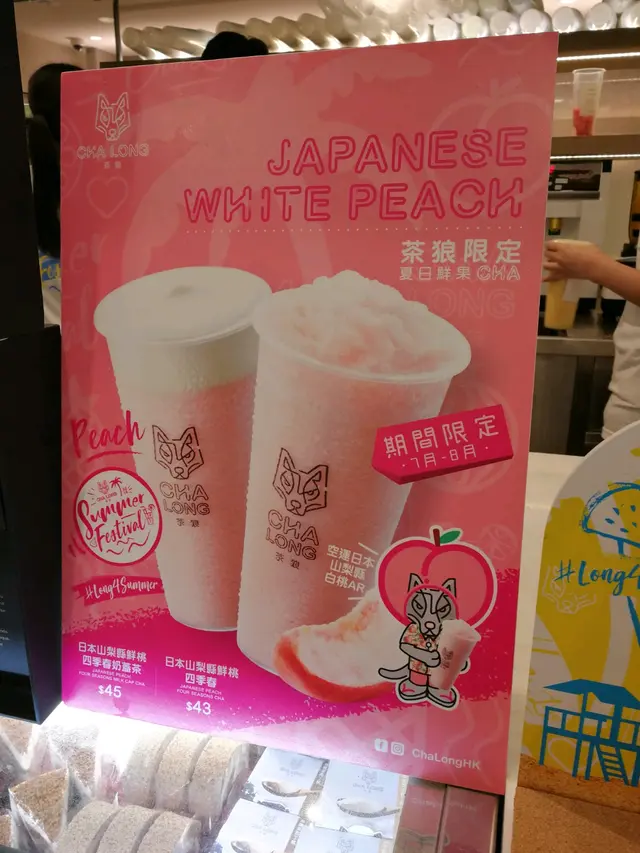 CHA LONG
茶狼
JAPANESE
WHITE PEACH
茶狼限定
夏日鮮果CHA
期間限定
·7月-8月·
Peach
CHA LONG
Summer
Festival
#Long4Summer
CHA
LONG
茶狼
CHA
LONG
茶狼
空運日本
山梨縣
白桃AR
日本山梨縣鮮桃
四季春奶蓋茶
JAPANESE PEACH
FOUR SEASONS MILK CAP CHA
$45
日本山梨縣鮮桃
四季春
JAPANESE PEACH
FOUR SEASONS CHA
$43
ChaLongHK
#Long4